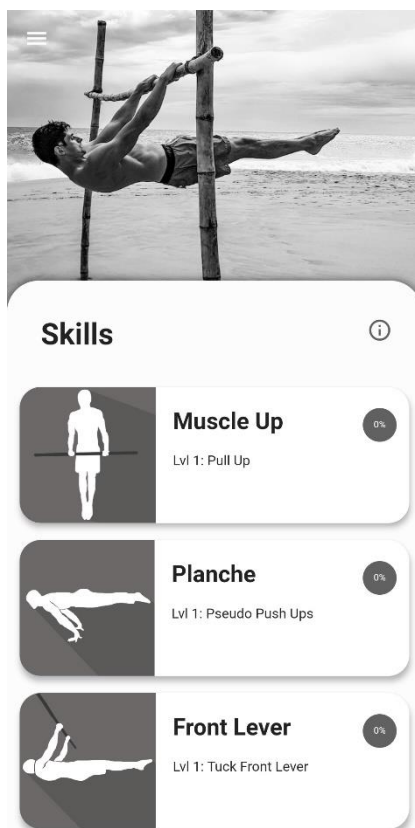 Skills
Muscle Up
0%
Lvl 1: Pull Up
Planche
0%
Lvl 1: Pseudo Push Ups
Front Lever
0%
Lvl 1: Tuck Front Lever